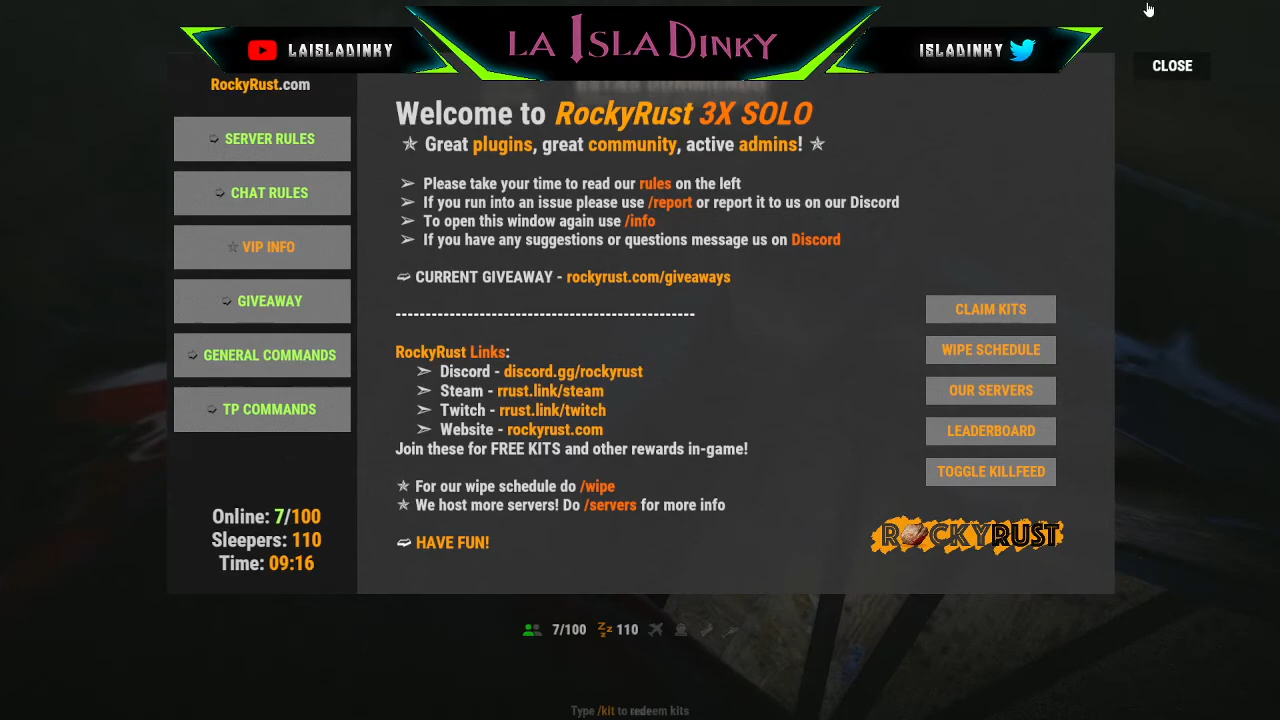 LAISLADINKY
LA ISLA DINKY
ISLADINKY
CLOSE
RockyRust.com
SERVER RULES
CHAT RULES
VIP INFO
GIVEAWAY
GENERAL COMMANDS
TP COMMANDS
Online: 7/100
Sleepers: 110
Time: 09:16
Welcome to RockyRust 3X SOLO
★ Great plugins, great community, active admins! ★
➢ Please take your time to read our rules on the left
➢ If you run into an issue please use /report or report it to us on our Discord
➢ To open this window again use /info
➢ If you have any suggestions or questions message us on Discord
➫ CURRENT GIVEAWAY - rockyrust.com/giveaways
--------------------------------------------------
RockyRust Links:
➢ Discord - discord.gg/rockyrust
➢ Steam - rrust.link/steam
➢ Twitch - rrust.link/twitch
➢ Website - rockyrust.com
Join these for FREE KITS and other rewards in-game!
★ For our wipe schedule do /wipe
★ We host more servers! Do /servers for more info
➫ HAVE FUN!
CLAIM KITS
WIPE SCHEDULE
OUR SERVERS
LEADERBOARD
TOGGLE KILLFEED
ROCKYRUST
7/100 110
Type /kit to redeem kits